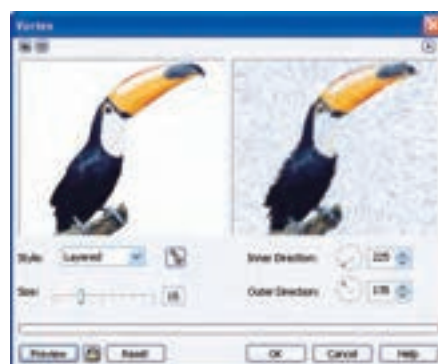 Vortex
Style: Layered
Inner Direction: 225
Size:
Outer Direction:
Preview Reset OK Cancel Help